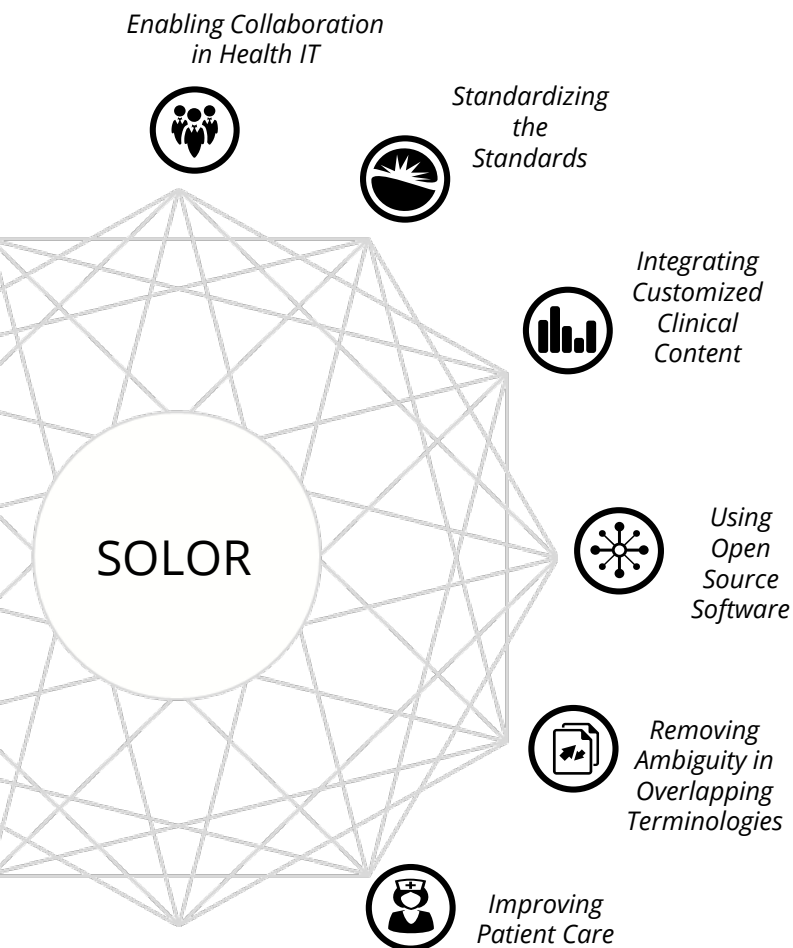 Enabling Collaboration
in Health IT
Standardizing
the
Standards
Integrating
Customized
Clinical
Content
Using
Open
Source
Software
SOLOR
Removing
Ambiguity in
Overlapping
Terminologies
Improving
Patient Care